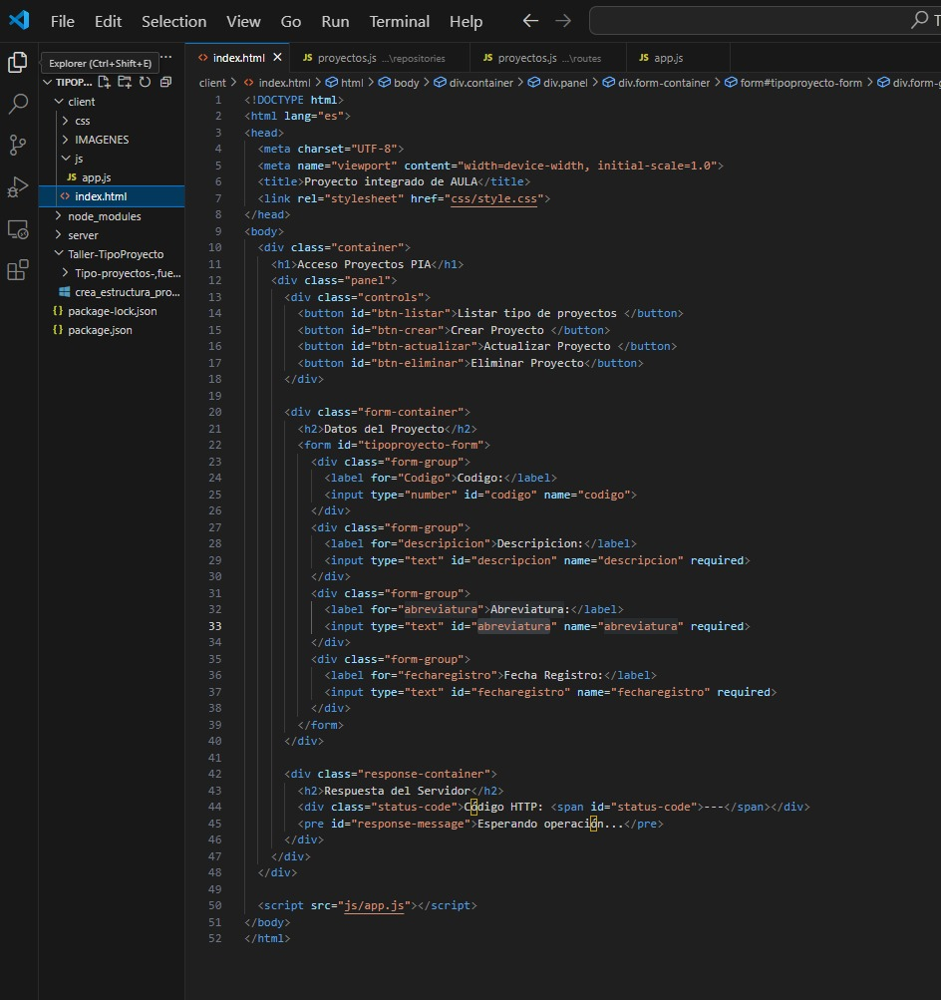 File Edit Selection View Go Run Terminal Help
Explorer (Ctrl+Shift+E) ...
index.html
JS proyectos.js ...\repositories
JS proyectos.js ...\routes
JS app.js
TIPOP...
client
css
IMAGENES
js
JS app.js
<> index.html
node_modules
server
Taller-TipoProyecto
Tipo-proyectos-,fue...
crea_estructura_pro...
{} package-lock.json
{} package.json
client > <> index.html > html > body > div.container > div.panel > div.form-container > form#tipoproyecto-form > div.form-g
1 <!DOCTYPE html>
2 <html lang="es">
3 <head>
4 <meta charset="UTF-8">
5 <meta name="viewport" content="width=device-width, initial-scale=1.0">
6 <title>Proyecto integrado de AULA</title>
7 <link rel="stylesheet" href="css/style.css">
8 </head>
9 <body>
10 <div class="container">
11 <h1>Acceso Proyectos PIA</h1>
12 <div class="panel">
13 <div class="controls">
14 <button id="btn-listar">Listar tipo de proyectos </button>
15 <button id="btn-crear">Crear Proyecto </button>
16 <button id="btn-actualizar">Actualizar Proyecto </button>
17 <button id="btn-eliminar">Eliminar Proyecto</button>
18 </div>
19
20 <div class="form-container">
21 <h2>Datos del Proyecto</h2>
22 <form id="tipoproyecto-form">
23 <div class="form-group">
24 <label for="Codigo">Codigo:</label>
25 <input type="number" id="codigo" name="codigo">
26 </div>
27 <div class="form-group">
28 <label for="descripicion">Descripicion:</label>
29 <input type="text" id="descripcion" name="descripcion" required>
30 </div>
31 <div class="form-group">
32 <label for="abreviatura">Abreviatura:</label>
33 <input type="text" id="abreviatura" name="abreviatura" required>
34 </div>
35 <div class="form-group">
36 <label for="fecharegistro">Fecha Registro:</label>
37 <input type="text" id="fecharegistro" name="fecharegistro" required>
38 </div>
39 </form>
40 </div>
41
42 <div class="response-container">
43 <h2>Respuesta del Servidor</h2>
44 <div class="status-code">Código HTTP: <span id="status-code">---</span></div>
45 <pre id="response-message">Esperando operación...</pre>
46 </div>
47 </div>
48 </div>
49
50 <script src="js/app.js"></script>
51 </body>
52 </html>